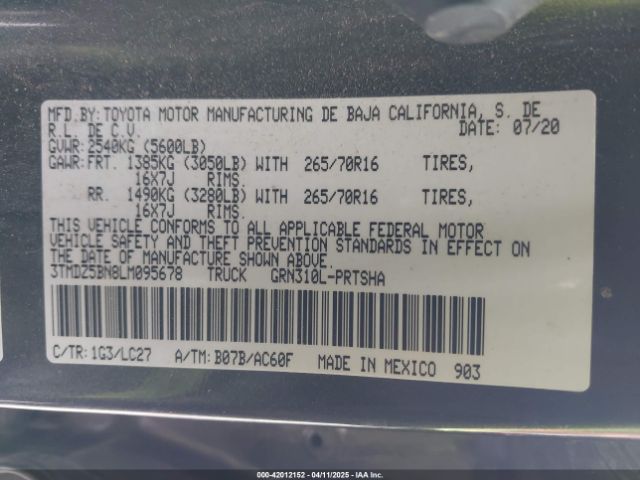 MFD.BY: TOYOTA MOTOR MANUFACTURING DE BAJA CALIFORNIA, S. DE
R.L. DE C.V. DATE: 07/20
GVWR: 2540KG (5600LB)
GAWR: FRT. 1385KG (3050LB) WITH 265/70R16 TIRES,
16X7J RIMS.
RR. 1490KG (3280LB) WITH 265/70R16 TIRES,
16X7J RIMS.
THIS VEHICLE CONFORMS TO ALL APPLICABLE FEDERAL MOTOR
VEHICLE SAFETY AND THEFT PREVENTION STANDARDS IN EFFECT ON
THE DATE OF MANUFACTURE SHOWN ABOVE.
3TMDZ5BN8LM095678 TRUCK GRN310L-PRTSHA
C/TR: 1G3/LC27 A/TM: B07B/AC60F MADE IN MEXICO 903
000-42012152 - 04/11/2025 - IAAI.CA